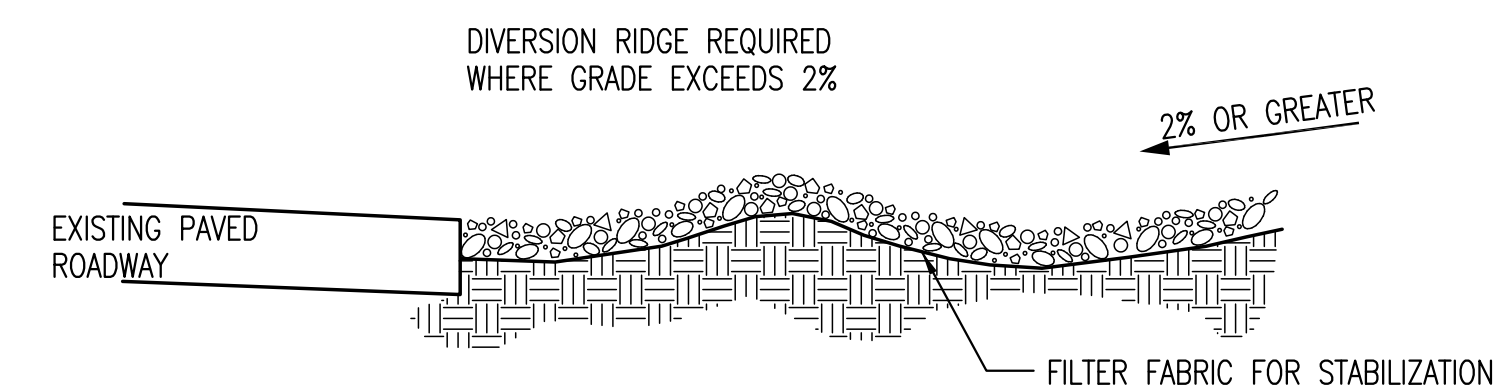 DIVERSION RIDGE REQUIRED
WHERE GRADE EXCEEDS 2%
2% OR GREATER
EXISTING PAVED
ROADWAY
FILTER FABRIC FOR STABILIZATION